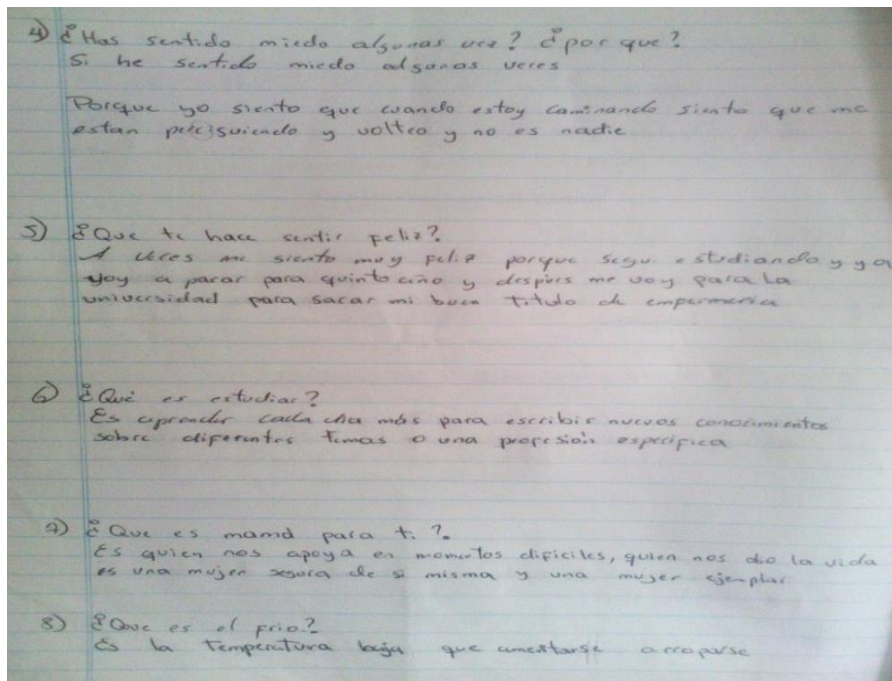 4) ¿Has sentido miedo algunas vez? ¿por que?
Si he sentido miedo algunas veces
Porque yo siento que cuando estoy caminando siento que me
estan percisuiendo y volteo y no es nadie
5) ¿Que te hace sentir feliz?
A veces me siento muy feliz porque segui estudiando y ya
voy a parar para quinto año y despues me voy para la
universidad para sacar mi buen titulo de empermeria
6) ¿Qué es estudiar?
Es aprender cada dia más para escribir nuevos conocimientos
sobre diferentes temas o una profesión especifica
7) ¿Que es mamá para ti?.
Es quien nos apoya en momentos dificiles, quien nos dio la vida
es una mujer segura de si misma y una mujer ejemplar
8) ¿Que es el frio?
Es la temperatura baja que arroparse